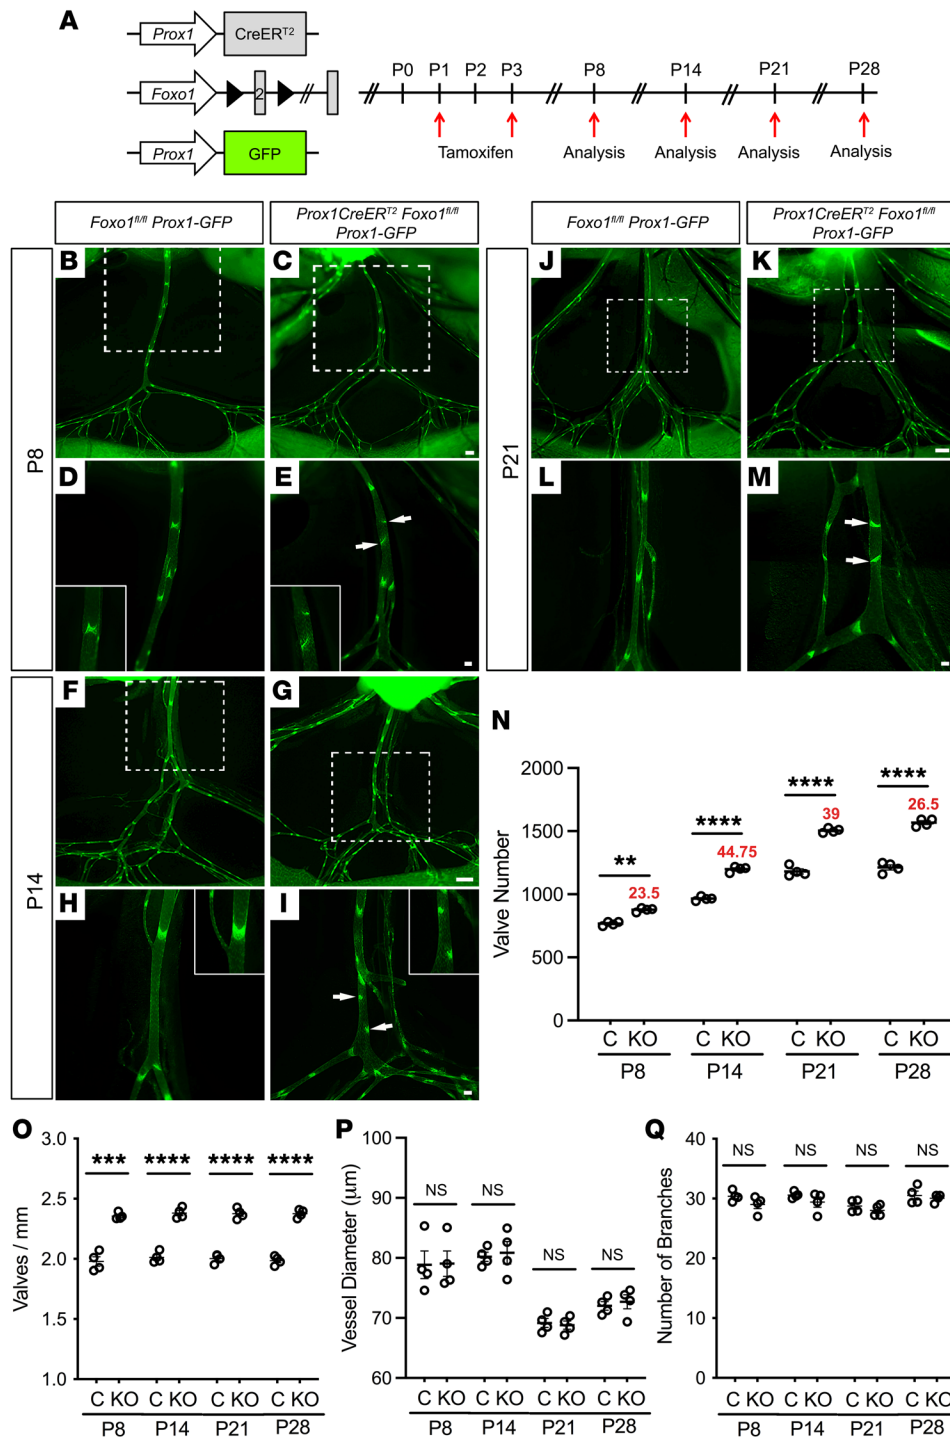 A
Prox1 CreERT2
Foxo1 2
Prox1 GFP
P0 P1 P2 P3 P8 P14 P21 P28
Tamoxifen Analysis Analysis Analysis Analysis
Foxo1fl/fl Prox1-GFP
Prox1CreERT2 Foxo1fl/fl
Prox1-GFP
P8
B
C
D
E
P14
F
G
H
I
Foxo1fl/fl Prox1-GFP
Prox1CreERT2 Foxo1fl/fl
Prox1-GFP
P21
J
K
L
M
N
Valve Number
2000
1500
1000
500
0
** **** **** ****
23.5 44.75 39 26.5
C KO C KO C KO C KO
P8 P14 P21 P28
O
Valves / mm
3.0
2.5
2.0
1.5
1.0
*** **** **** ****
C KO C KO C KO C KO
P8 P14 P21 P28
P
Vessel Diameter (µm)
100
90
80
70
60
NS NS NS NS
C KO C KO C KO C KO
P8 P14 P21 P28
Q
Number of Branches
40
30
20
10
0
NS NS NS NS
C KO C KO C KO C KO
P8 P14 P21 P28